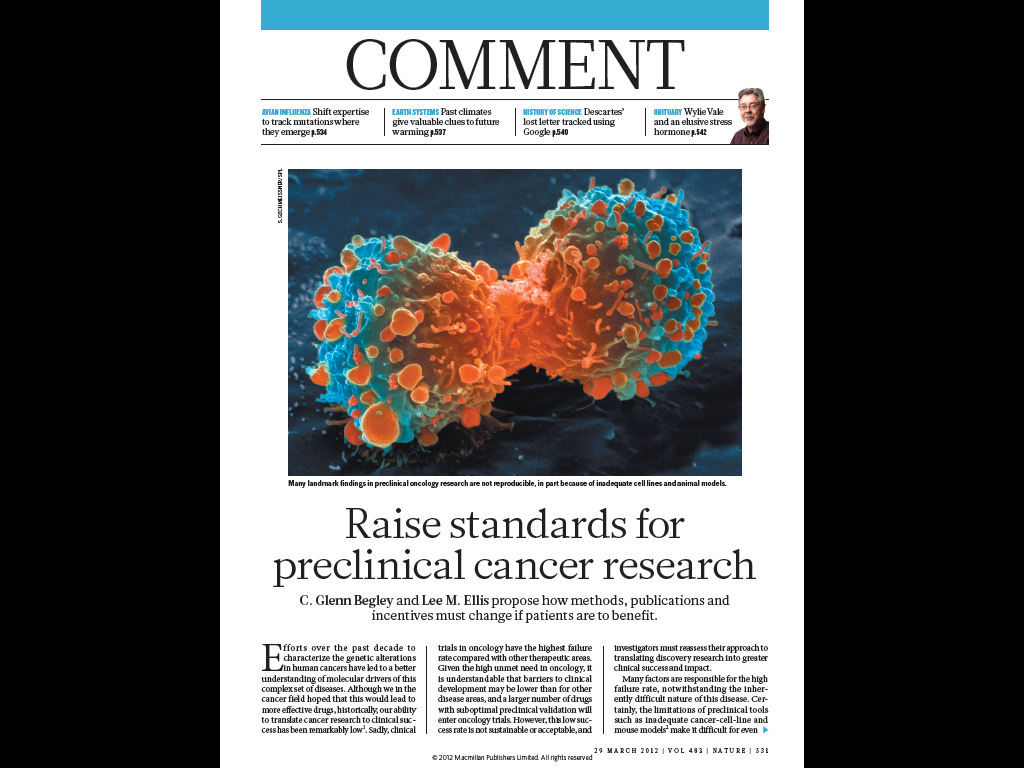 COMMENT
AVIAN INFLUENZA Shift expertise
to track mutations where
they emerge p.534
EARTH SYSTEMS Past climates
give valuable clues to future
warming p.537
HISTORY OF SCIENCE Descartes'
lost letter tracked using
Google p.540
OBITUARY Wylie Vale
and an elusive stress
hormone p.542
S. GSCHMEISSNER/SPL
Many landmark findings in preclinical oncology research are not reproducible, in part because of inadequate cell lines and animal models.
Raise standards for
preclinical cancer research
C. Glenn Begley and Lee M. Ellis propose how methods, publications and
incentives must change if patients are to benefit.
Efforts over the past decade to
characterize the genetic alterations
in human cancers have led to a better
understanding of molecular drivers of this
complex set of diseases. Although we in the
cancer field hoped that this would lead to
more effective drugs, historically, our ability
to translate cancer research to clinical suc-
cess has been remarkably low¹. Sadly, clinical
trials in oncology have the highest failure
rate compared with other therapeutic areas.
Given the high unmet need in oncology, it
is understandable that barriers to clinical
development may be lower than for other
disease areas, and a larger number of drugs
with suboptimal preclinical validation will
enter oncology trials. However, this low suc-
cess rate is not sustainable or acceptable, and
investigators must reassess their approach to
translating discovery research into greater
clinical success and impact.
Many factors are responsible for the high
failure rate, notwithstanding the inher-
ently difficult nature of this disease. Cer-
tainly, the limitations of preclinical tools
such as inadequate cancer-cell-line and
mouse models² make it difficult for even
29 MARCH 2012 | VOL 483 | NATURE | 531
© 2012 Macmillan Publishers Limited. All rights reserved